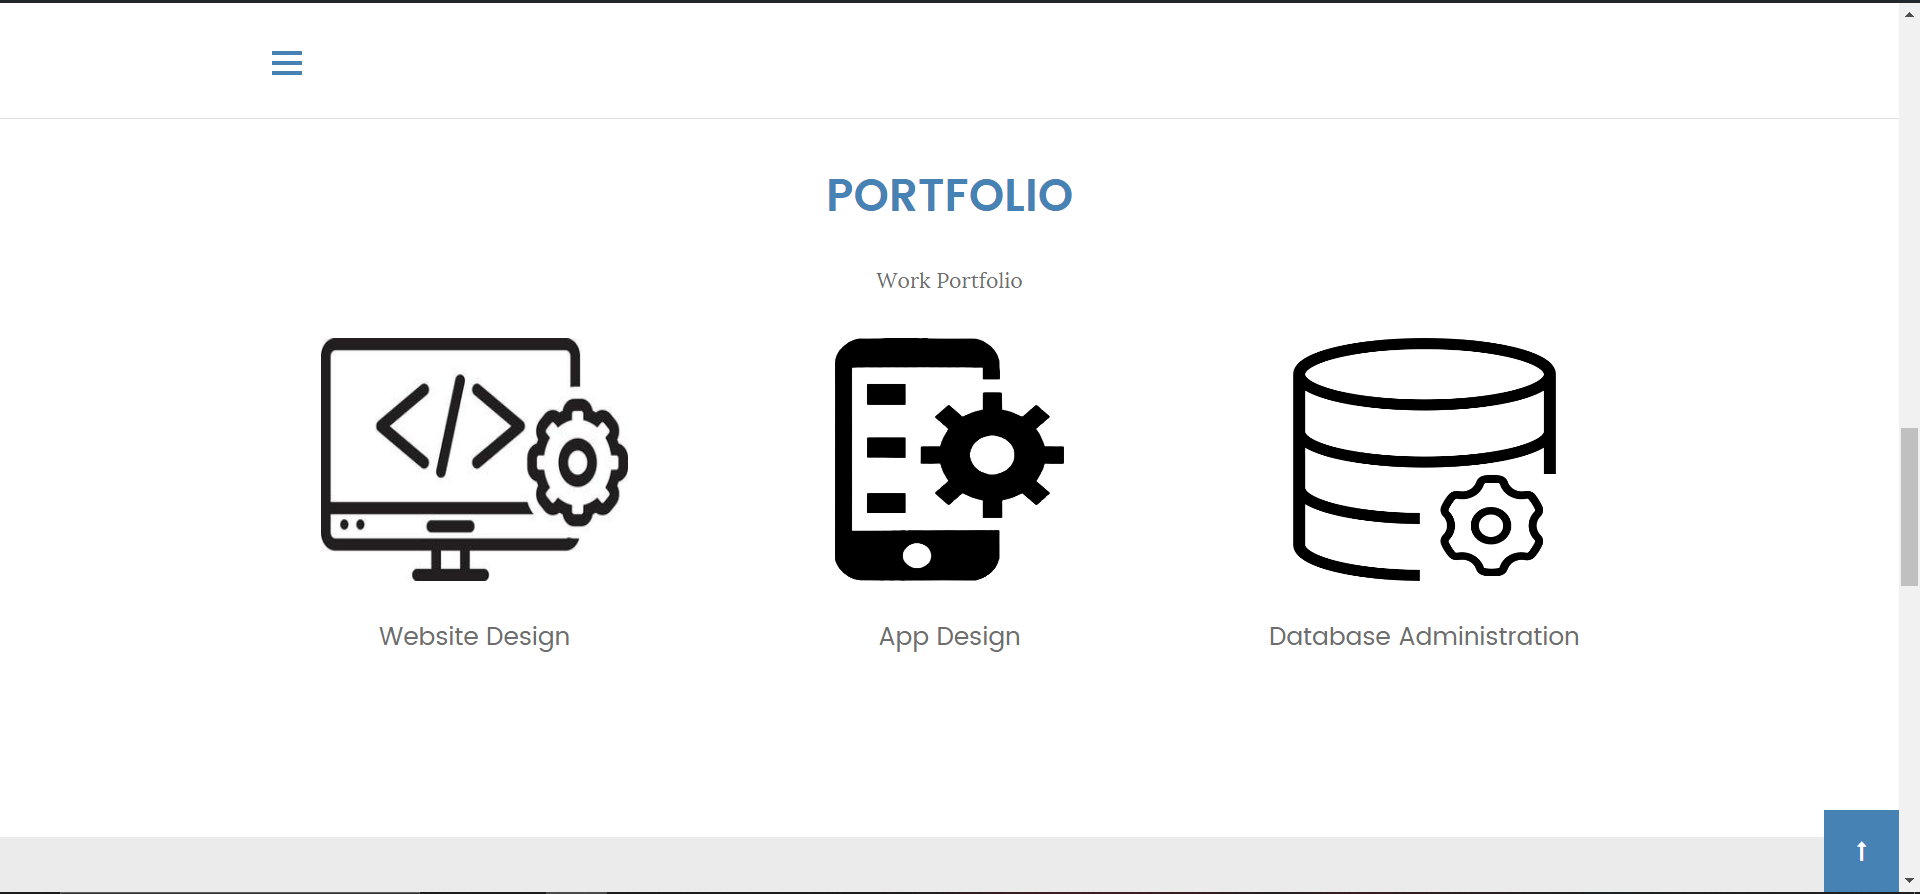 PORTFOLIO
Work Portfolio
Website Design
App Design
Database Administration